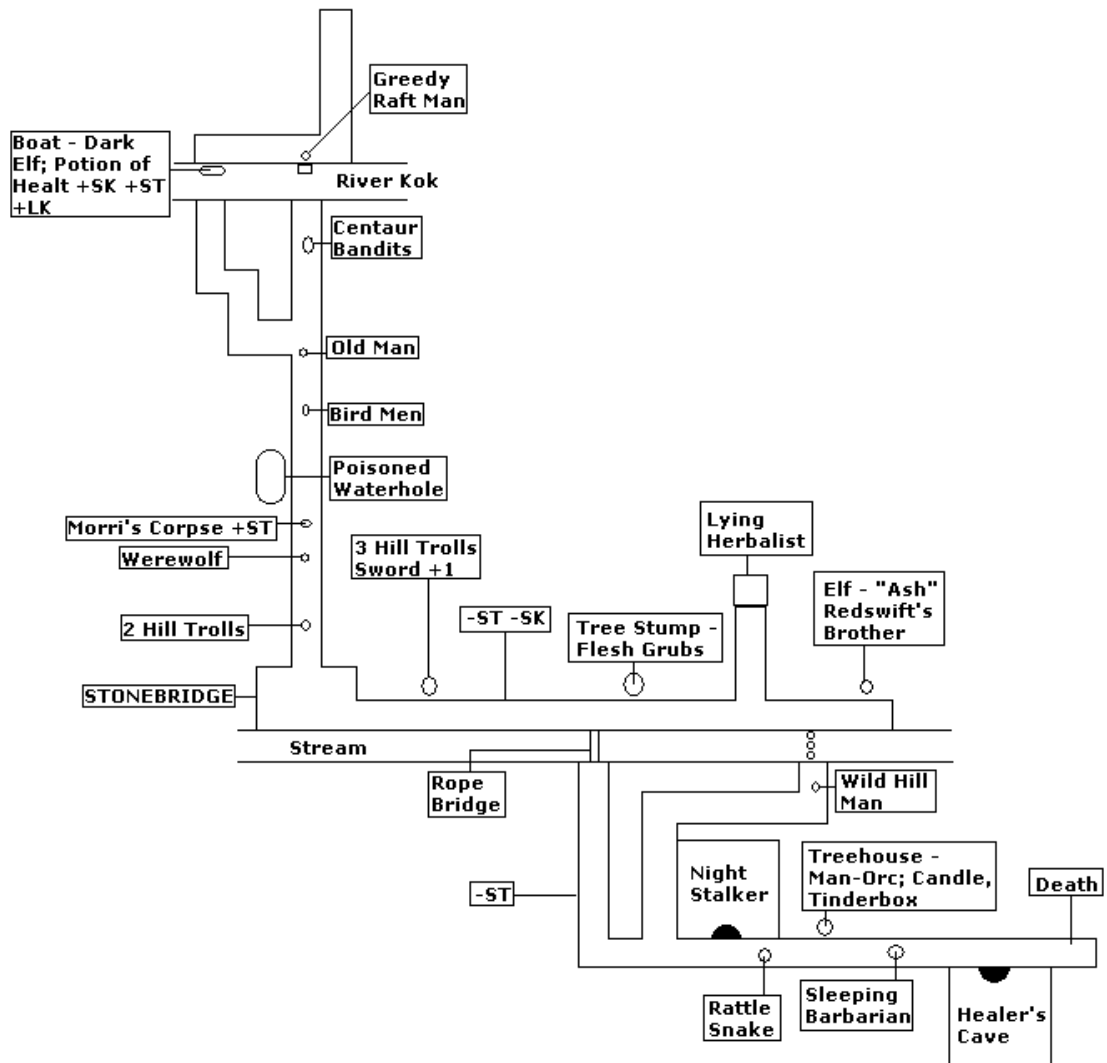 Greedy
Raft Man
Boat - Dark
Elf; Potion of
Healt +SK +ST
+LK
River Kok
Centaur
Bandits
Old Man
Bird Men
Poisoned
Waterhole
Morri's Corpse +ST
Werewolf
2 Hill Trolls
3 Hill Trolls
Sword +1
-ST -SK
Tree Stump -
Flesh Grubs
Lying
Herbalist
Elf - "Ash"
Redswift's
Brother
STONEBRIDGE
Stream
Rope
Bridge
Wild Hill
Man
-ST
Night
Stalker
Treehouse -
Man-Orc; Candle,
Tinderbox
Death
Rattle
Snake
Sleeping
Barbarian
Healer's
Cave